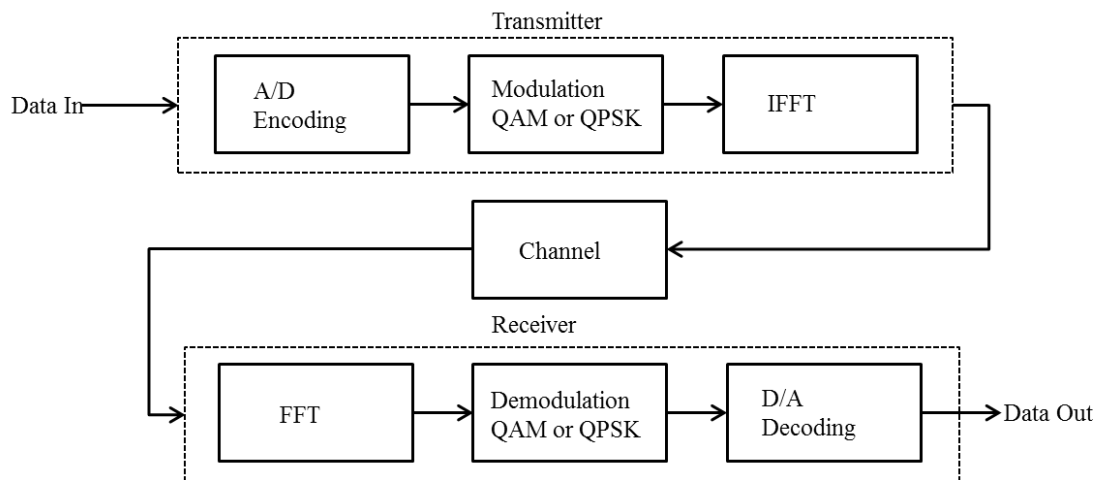 Transmitter
Data In
A/D
Encoding
Modulation
QAM or QPSK
IFFT
Channel
Receiver
FFT
Demodulation
QAM or QPSK
D/A
Decoding
Data Out